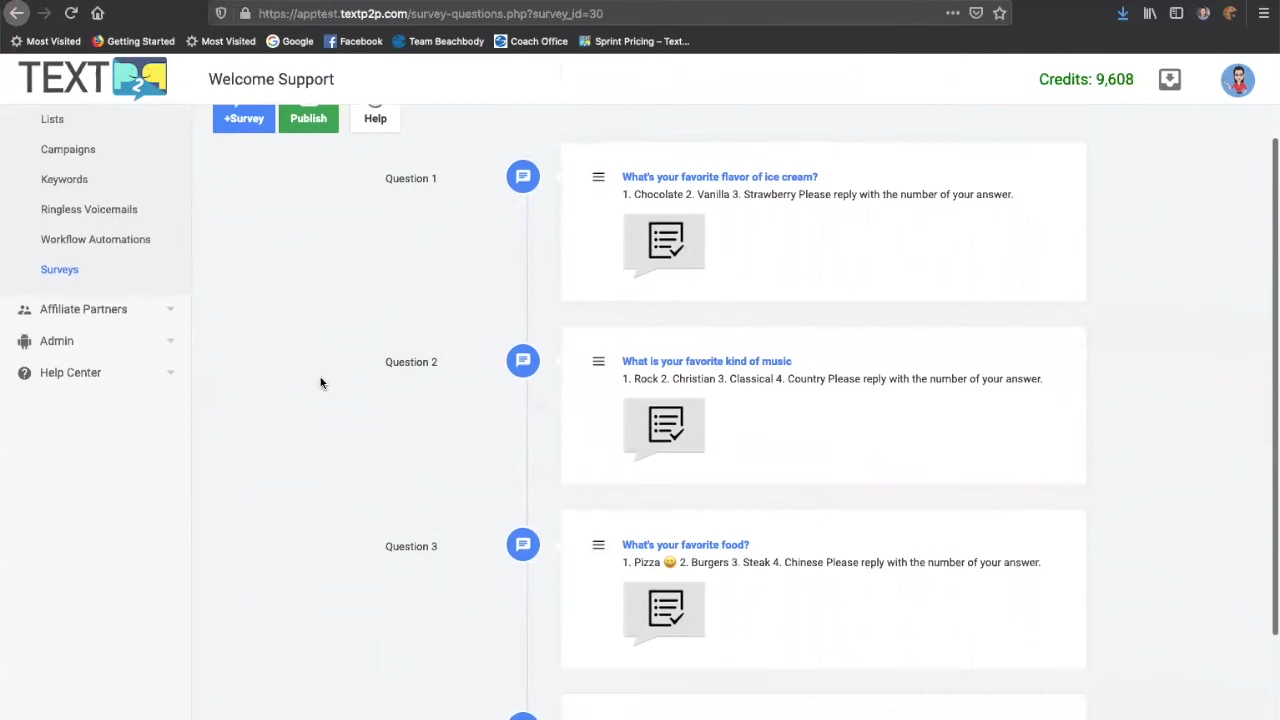 https://apptest.textp2p.com/survey-questions.php?survey_id=30
Most Visited
Getting Started
Most Visited
Google
Facebook
Team Beachbody
Coach Office
Sprint Pricing – Text...
TEXT 2
Welcome Support
Credits: 9,608
Lists
Campaigns
Keywords
Ringless Voicemails
Workflow Automations
Surveys
Affiliate Partners
Admin
Help Center
+Survey
Publish
Help
Question 1
What's your favorite flavor of ice cream?
1. Chocolate 2. Vanilla 3. Strawberry Please reply with the number of your answer.
Question 2
What is your favorite kind of music
1. Rock 2. Christian 3. Classical 4. Country Please reply with the number of your answer.
Question 3
What's your favorite food?
1. Pizza 😀 2. Burgers 3. Steak 4. Chinese Please reply with the number of your answer.